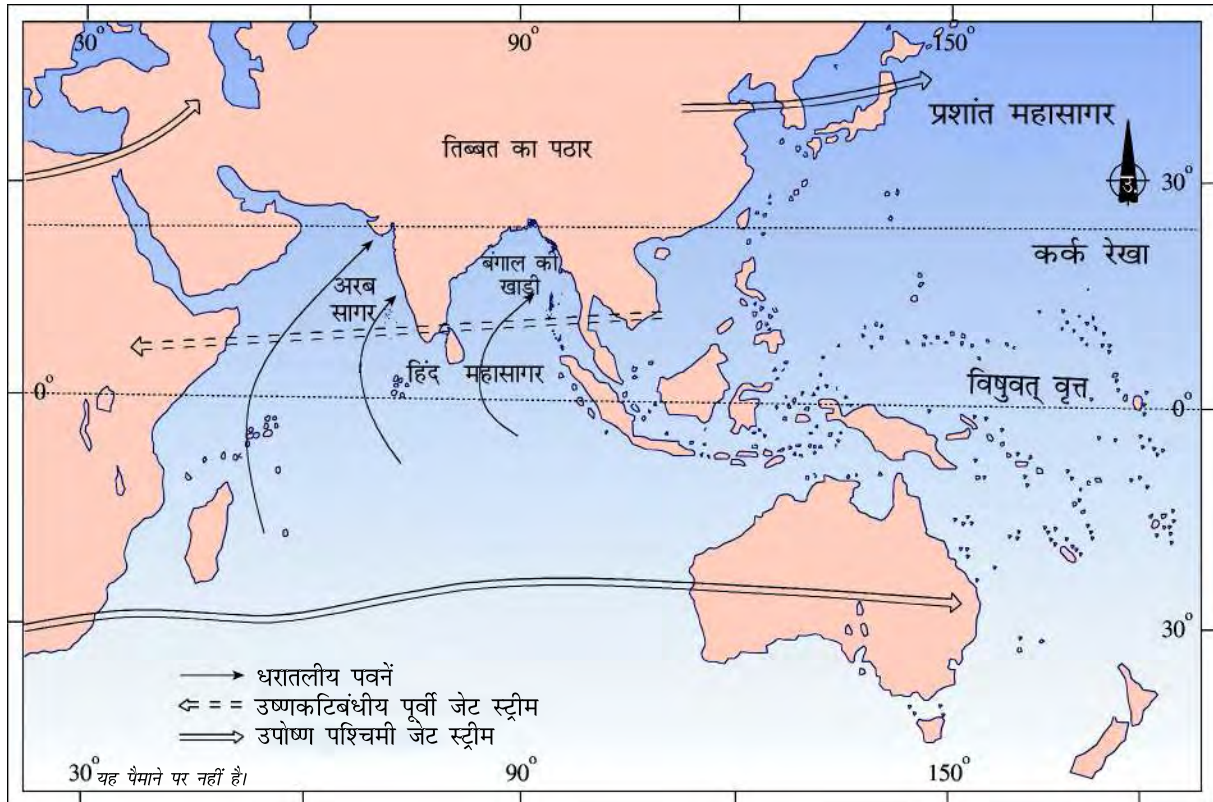 30° 90° 150°
प्रशांत महासागर
तिब्बत का पठार
उ.
30°
कर्क रेखा
बंगाल की
खाड़ी
अरब
सागर
हिंद महासागर
विषुवत् वृत्त
0° 0°
30°
धरातलीय पवनें
उष्णकटिबंधीय पूर्वी जेट स्ट्रीम
उपोष्ण पश्चिमी जेट स्ट्रीम
30° यह पैमाने पर नहीं है। 90° 150°